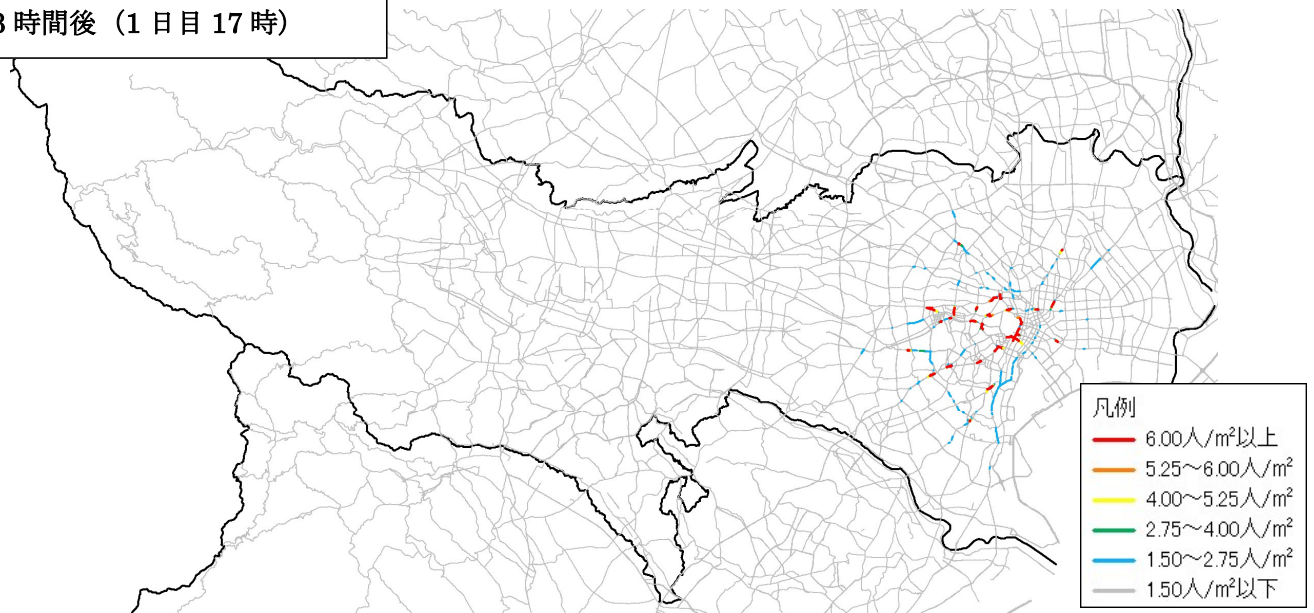 3 時間後（1 日目 17 時）
凡例
6.00人/m²以上
5.25～6.00人/m²
4.00～5.25人/m²
2.75～4.00人/m²
1.50～2.75人/m²
1.50人/m²以下